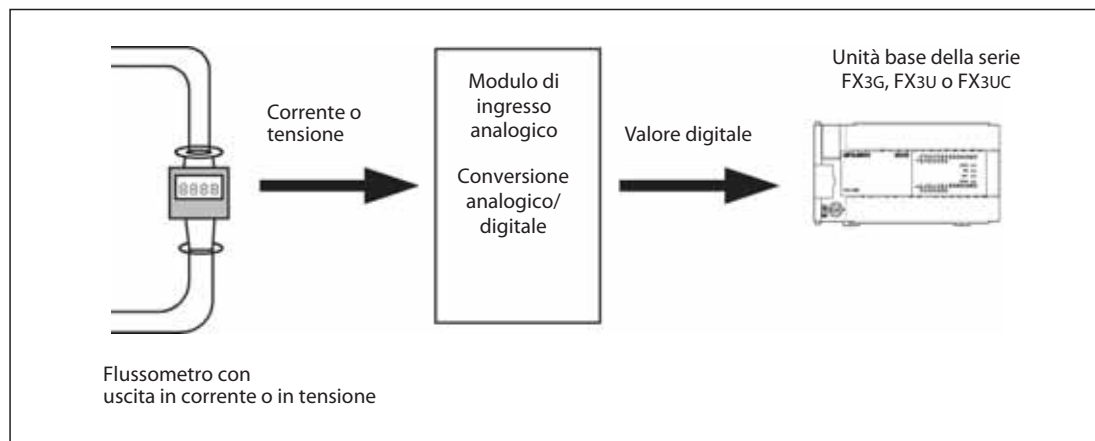 Unità base della serie
FX3G, FX3U o FX3UC
Modulo di
ingresso
analogico
Corrente o
tensione
Valore digitale
Conversione
analogico/
digitale
8888
Flussometro con
uscita in corrente o in tensione